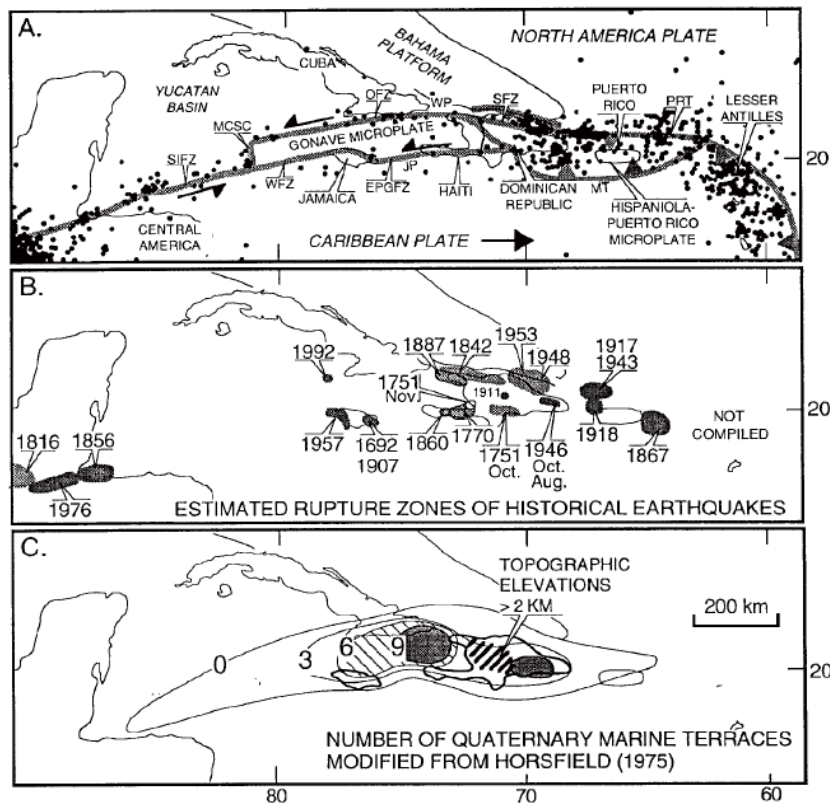 A.
NORTH AMERICA PLATE
BAHAMA
PLATFORM
CUBA
YUCATAN
BASIN
OFZ
WP
SFZ
PUERTO
RICO
PRT
LESSER
ANTILLES
MCSC
GONAVE MICROPLATE
SIFZ
WFZ
JAMAICA
EPGFZ
JP
HAITI
DOMINICAN
REPUBLIC
MT
HISPANIOLA-
PUERTO RICO
MICROPLATE
20
CENTRAL
AMERICA
CARIBBEAN PLATE
B.
1992
1887
1842
1953
1948
1917
1943
1751
Nov.
1911
20
1957
1692
1907
1860
1770
1751
Oct.
1946
Oct.
Aug.
1918
1867
NOT
COMPILED
1816
1856
1976
ESTIMATED RUPTURE ZONES OF HISTORICAL EARTHQUAKES
C.
TOPOGRAPHIC
ELEVATIONS
> 2 KM
200 km
0
3
6
9
20
NUMBER OF QUATERNARY MARINE TERRACES
MODIFIED FROM HORSFIELD (1975)
80
70
60